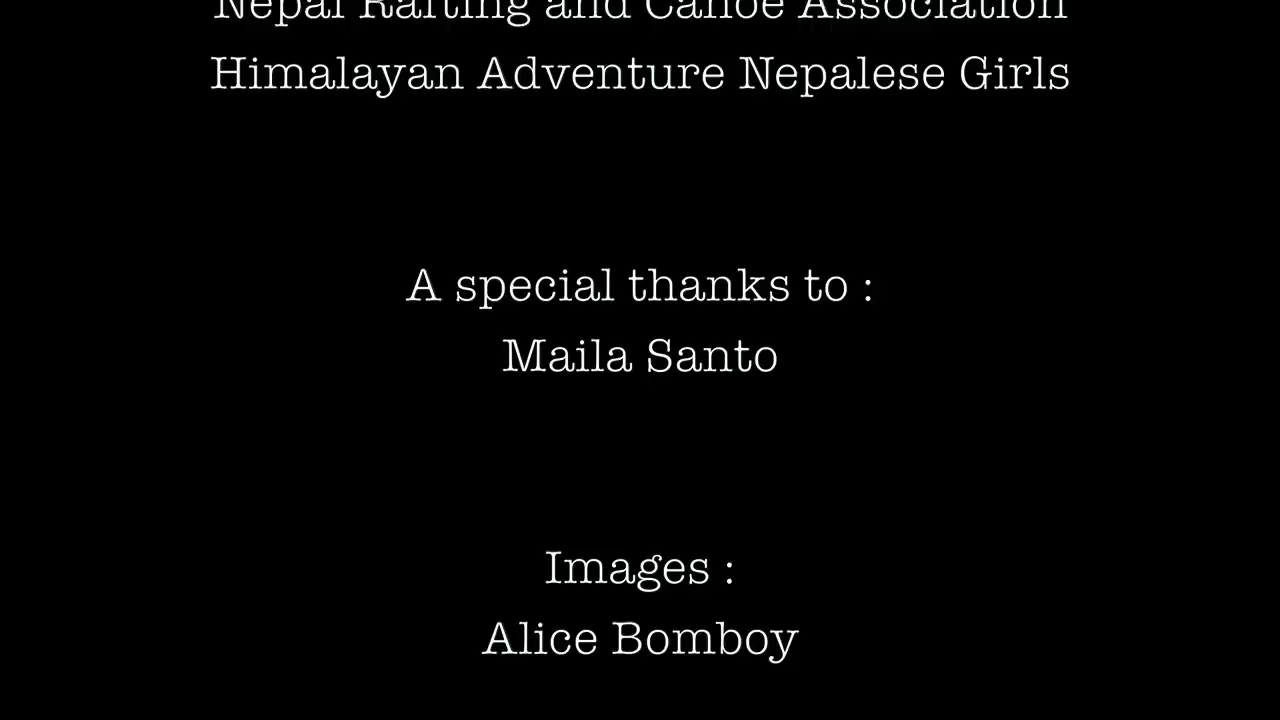 Nepal Rafting and Canoe Association
Himalayan Adventure Nepalese Girls
A special thanks to :
Maila Santo
Images :
Alice Bomboy